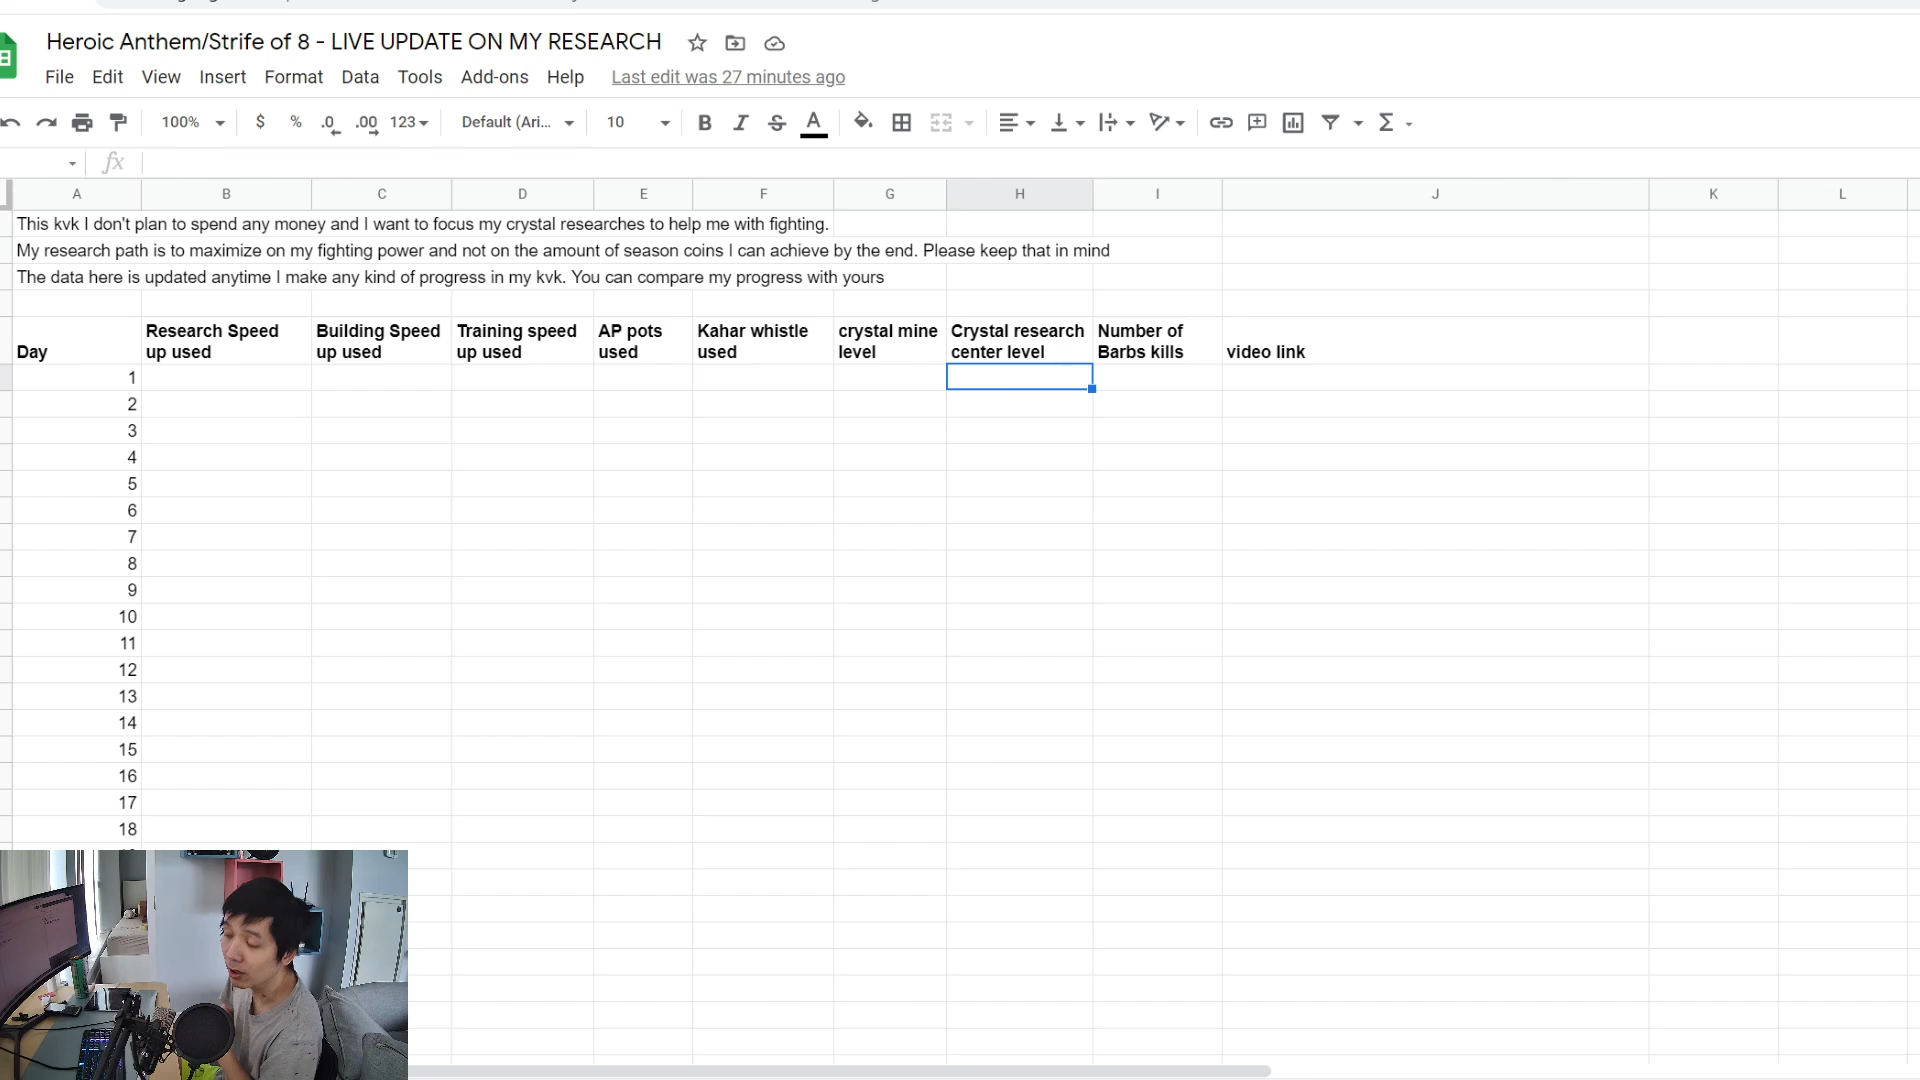 Heroic Anthem/Strife of 8 - LIVE UPDATE ON MY RESEARCH
File Edit View Insert Format Data Tools Add-ons Help Last edit was 27 minutes ago
100% $ % .0 .00 123 Default (Ari... 10 B I S A Σ
fx
A B C D E F G H I J K L
This kvk I don't plan to spend any money and I want to focus my crystal researches to help me with fighting.
My research path is to maximize on my fighting power and not on the amount of season coins I can achieve by the end. Please keep that in mind
The data here is updated anytime I make any kind of progress in my kvk. You can compare my progress with yours
Day Research Speed up used Building Speed up used Training speed up used AP pots used Kahar whistle used crystal mine level Crystal research center level Number of Barbs kills video link
1
2
3
4
5
6
7
8
9
10
11
12
13
14
15
16
17
18